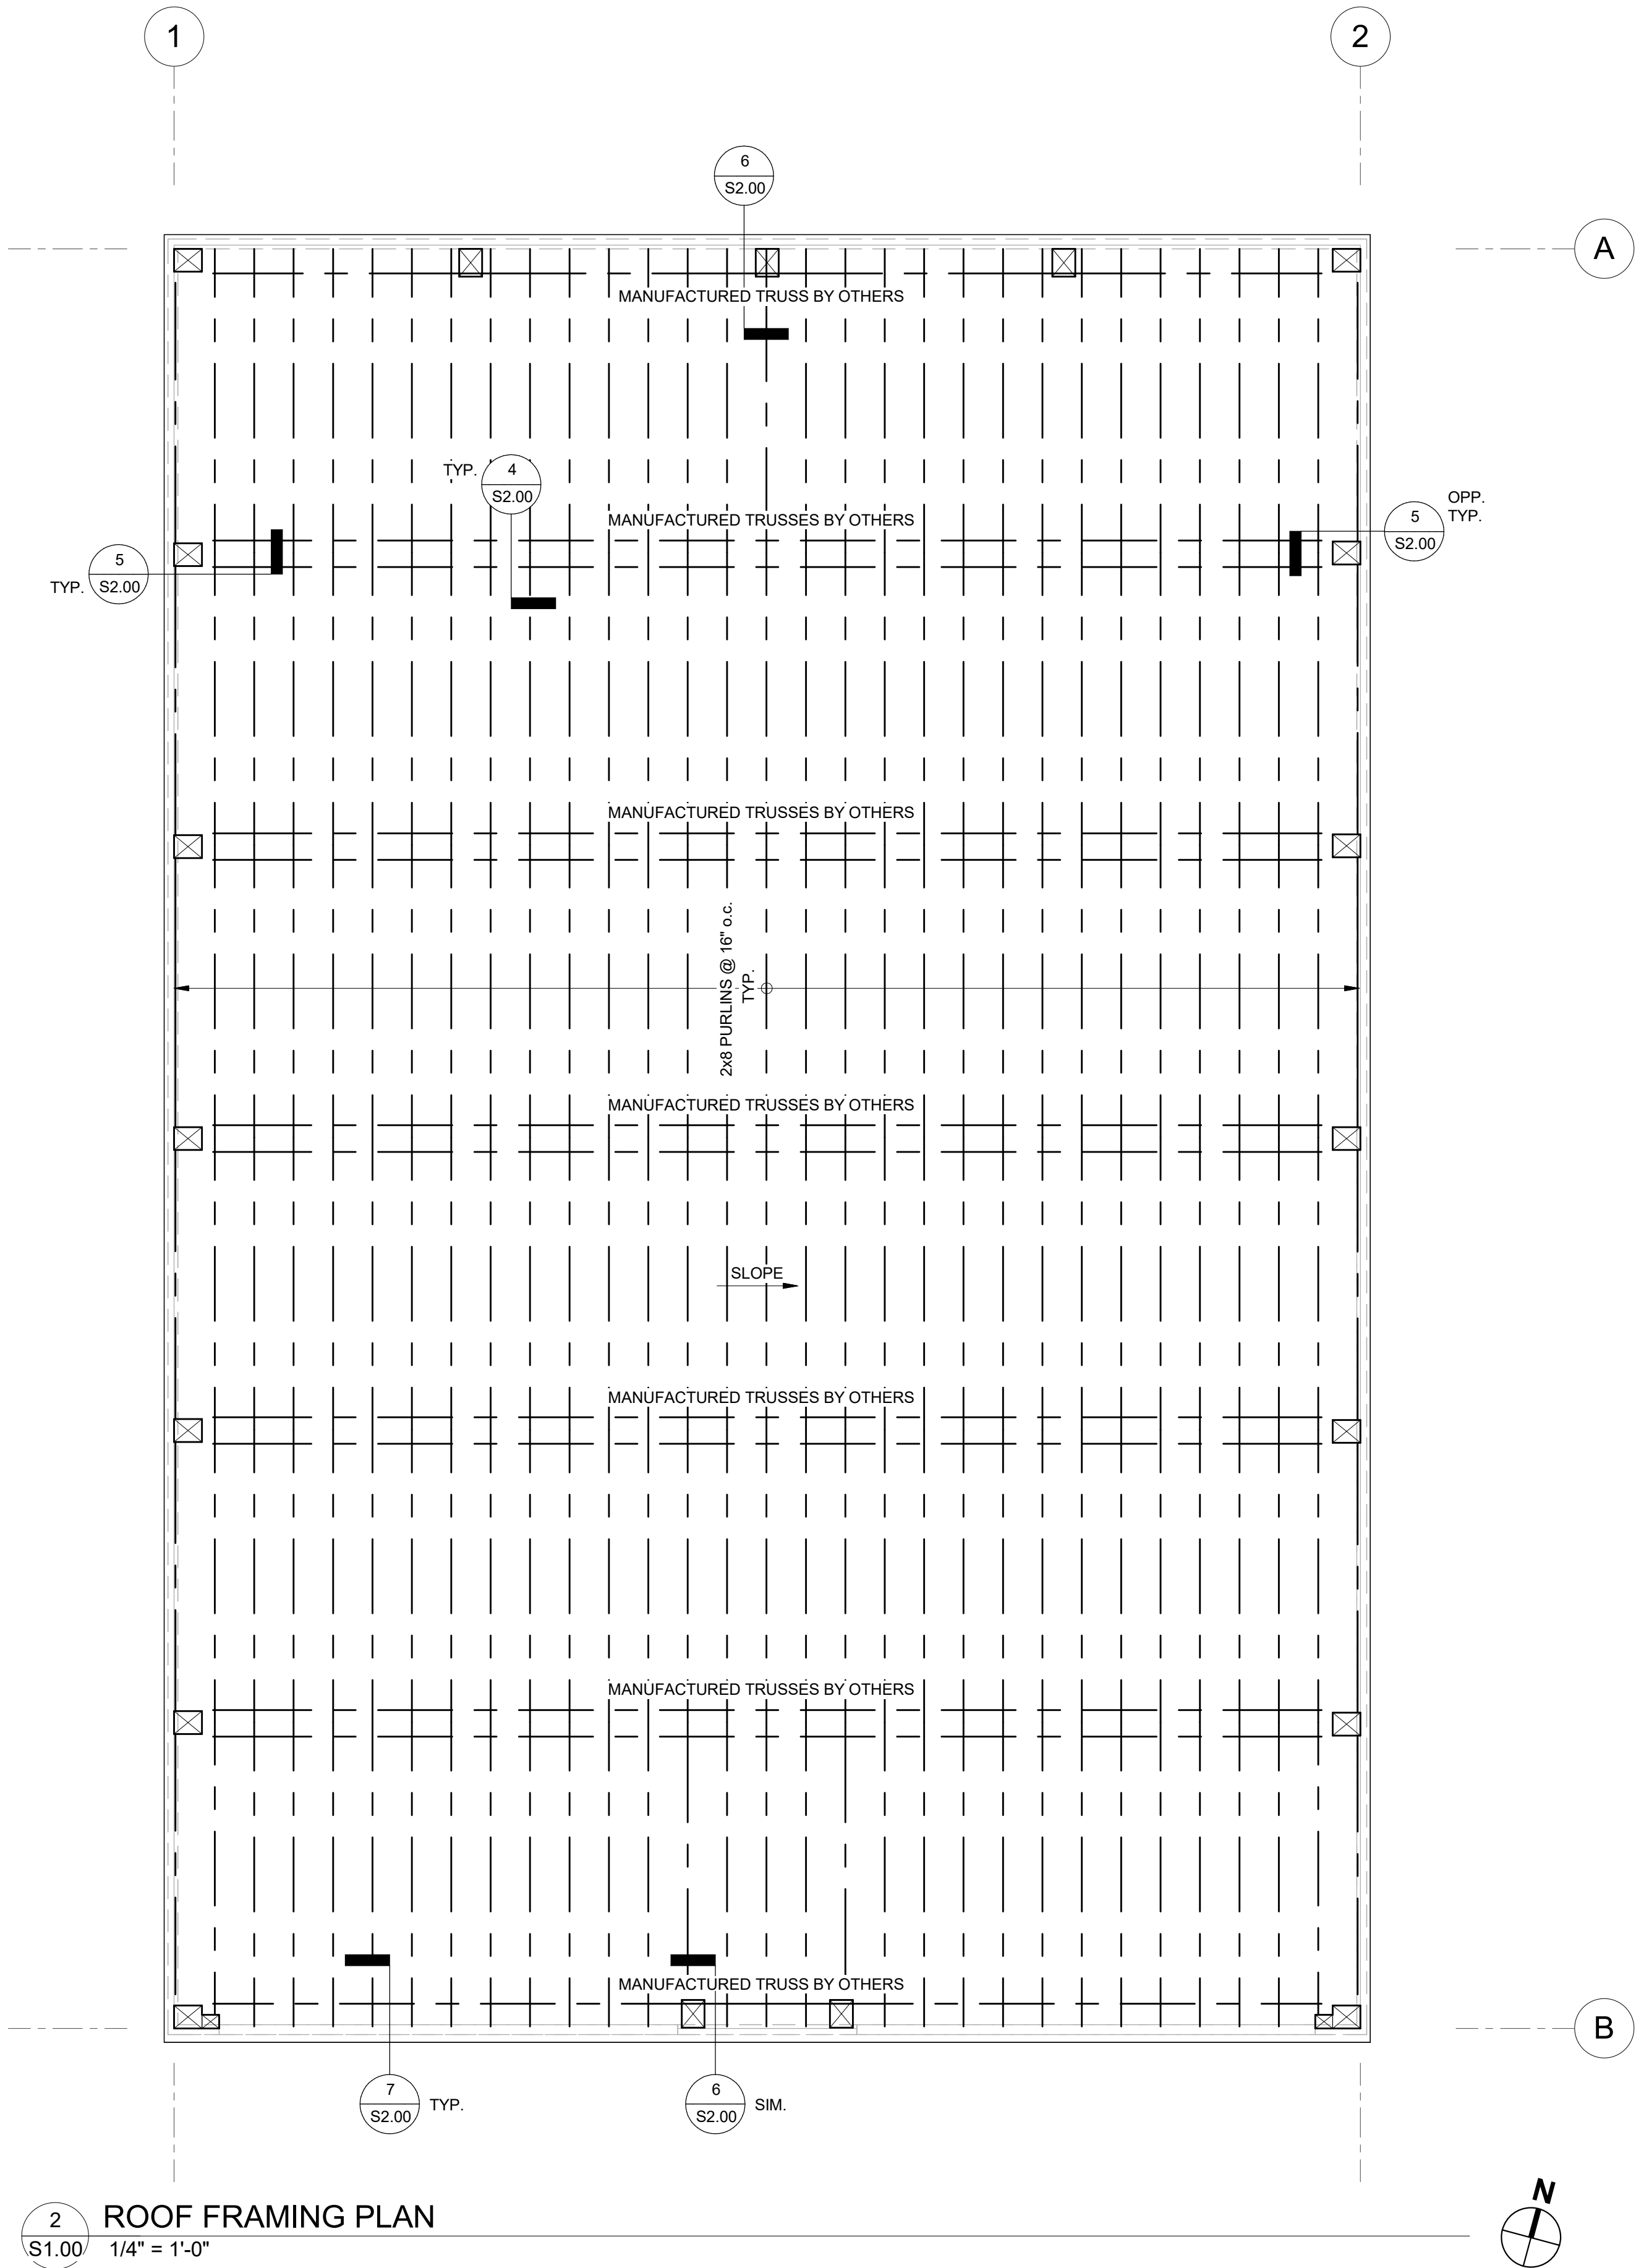 1
2
6
S2.00
A
MANUFACTURED TRUSS BY OTHERS
TYP.
4
S2.00
MANUFACTURED TRUSSES BY OTHERS
5
S2.00
OPP.
TYP.
5
S2.00
TYP.
MANUFACTURED TRUSSES BY OTHERS
2x8 PURLINS @ 16" o.c.
TYP.
MANUFACTURED TRUSSES BY OTHERS
SLOPE
MANUFACTURED TRUSSES BY OTHERS
MANUFACTURED TRUSSES BY OTHERS
MANUFACTURED TRUSS BY OTHERS
B
7
S2.00
TYP.
6
S2.00
SIM.
N
2
S1.00
ROOF FRAMING PLAN
1/4" = 1'-0"